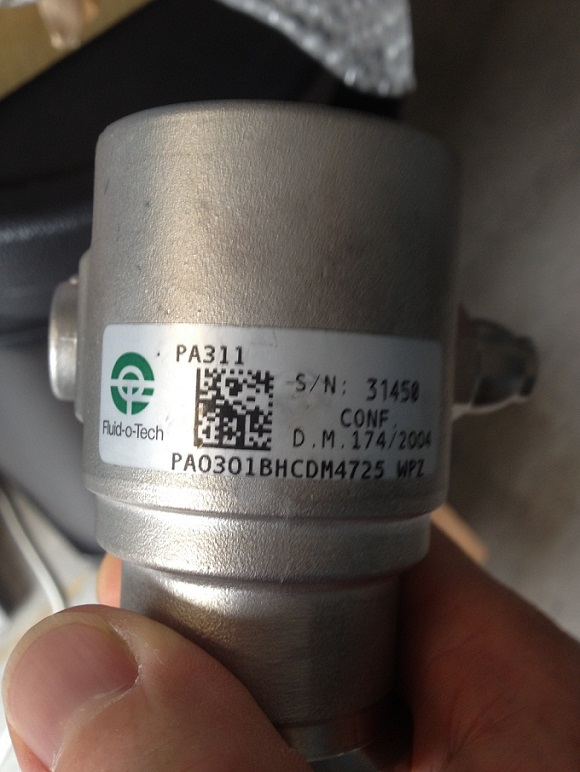 PA311
S/N: 31450
CONF.
D.M.174/2004
Fluid-o-Tech
PA0301BHCDM4725 WPZ